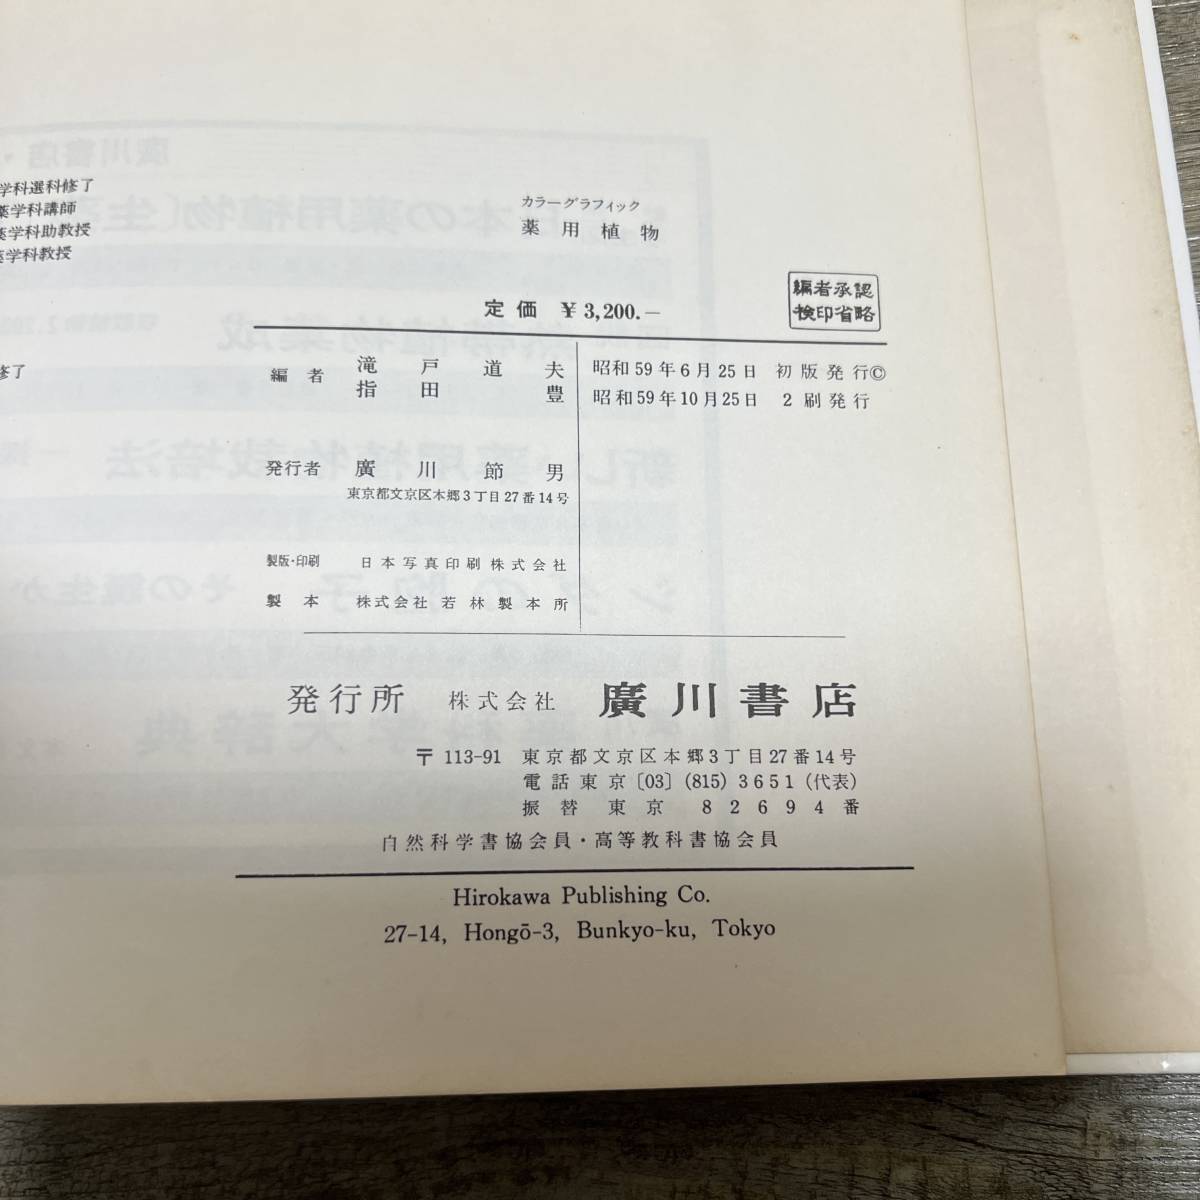 学科選科修了
薬学科講師
薬学科助教授
薬学科教授
修了
カラーグラフィック
薬用植物
編者承認
検印省略
定価 ¥3,200.—
編者 滝戸道夫
指田豊
昭和59年6月25日 初版発行©
昭和59年10月25日 2刷発行
発行者 廣川節男
東京都文京区本郷3丁目27番14号
製版・印刷 日本写真印刷株式会社
製本 株式会社若林製本所
発行所 株式会社 廣川書店
〒113-91 東京都文京区本郷3丁目27番14号
電話東京〔03〕(815)3651(代表)
振替東京 82694番
自然科学書協会員・高等教科書協会員
Hirokawa Publishing Co.
27-14, Hongō-3, Bunkyo-ku, Tokyo